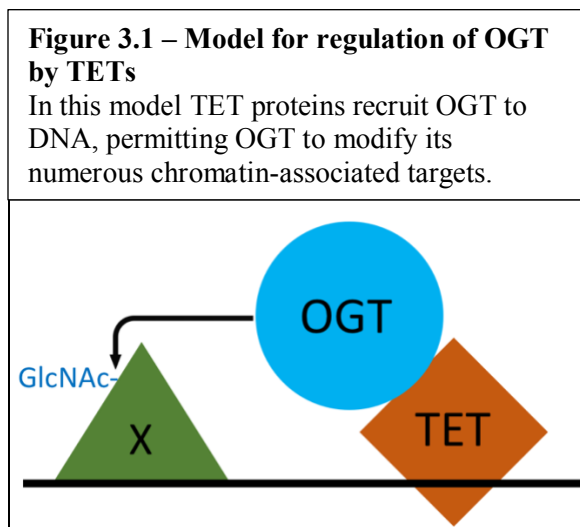 Figure 3.1 – Model for regulation of OGT
by TETs
In this model TET proteins recruit OGT to
DNA, permitting OGT to modify its
numerous chromatin-associated targets.
OGT
GlcNAc-
X
TET